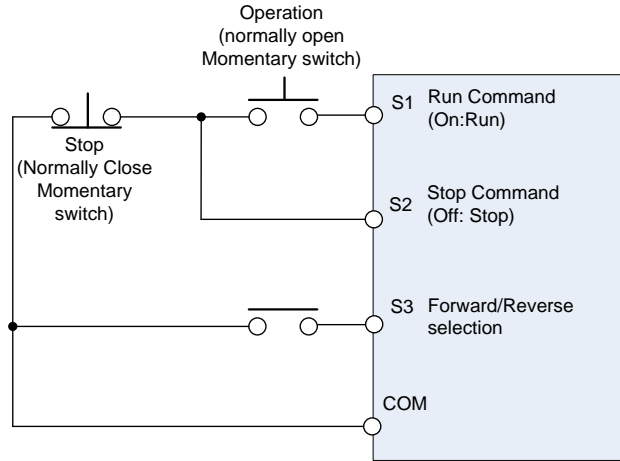 Operation
(normally open
Momentary switch)
Stop
(Normally Close
Momentary
switch)
S1 Run Command
(On:Run)
S2 Stop Command
(Off: Stop)
S3 Forward/Reverse
selection
COM